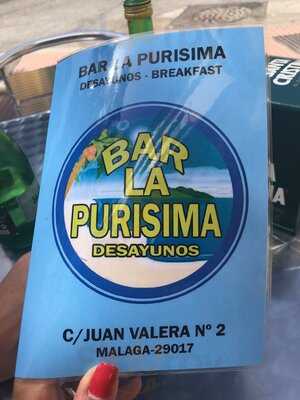 BAR LA PURISIMA
DESAYUNOS - BREAKFAST
BAR
LA
PURISIMA
DESAYUNOS
C/JUAN VALERA Nº 2
MALAGA-29017